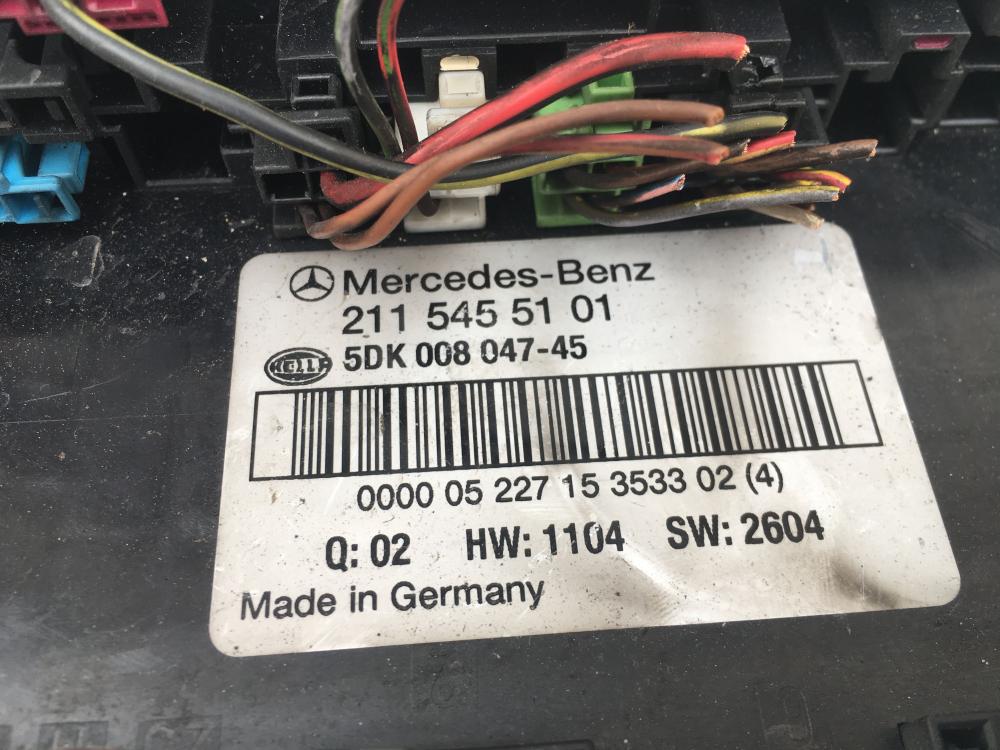 Mercedes-Benz
211 545 51 01
HELLA 5DK 008 047-45
0000 05 227 15 3533 02 (4)
Q: 02 HW: 1104 SW: 2604
Made in Germany